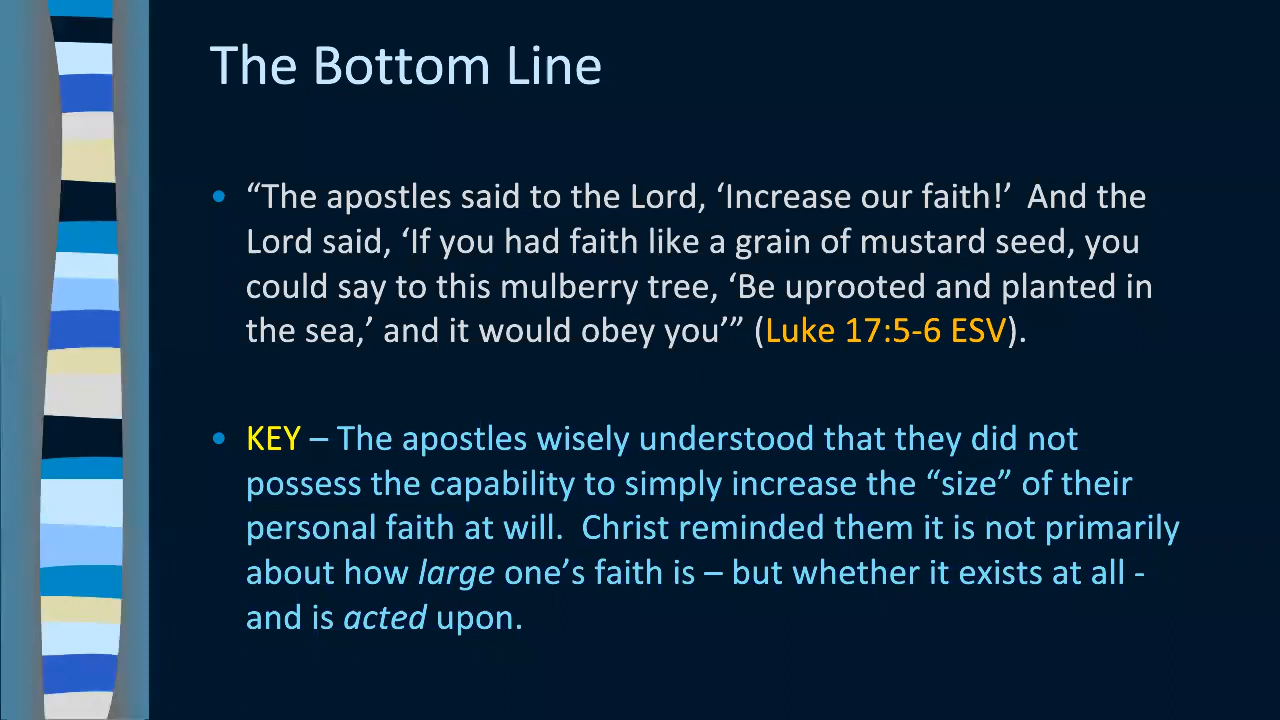 The Bottom Line
• “The apostles said to the Lord, ‘Increase our faith!’  And the
Lord said, ‘If you had faith like a grain of mustard seed, you
could say to this mulberry tree, ‘Be uprooted and planted in
the sea,’ and it would obey you’” (Luke 17:5-6 ESV).
• KEY – The apostles wisely understood that they did not
possess the capability to simply increase the “size” of their
personal faith at will.  Christ reminded them it is not primarily
about how large one’s faith is – but whether it exists at all -
and is acted upon.